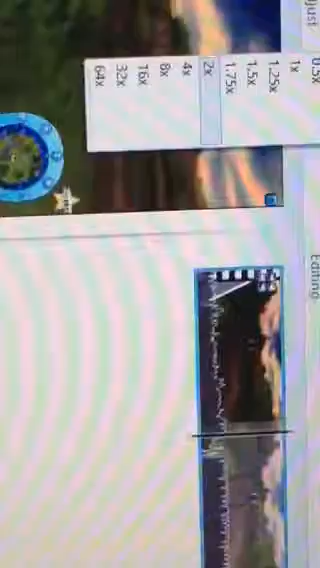 just
0.5x
1x
1.25x
1.5x
1.75x
2x
4x
8x
16x
32x
64x
Editing